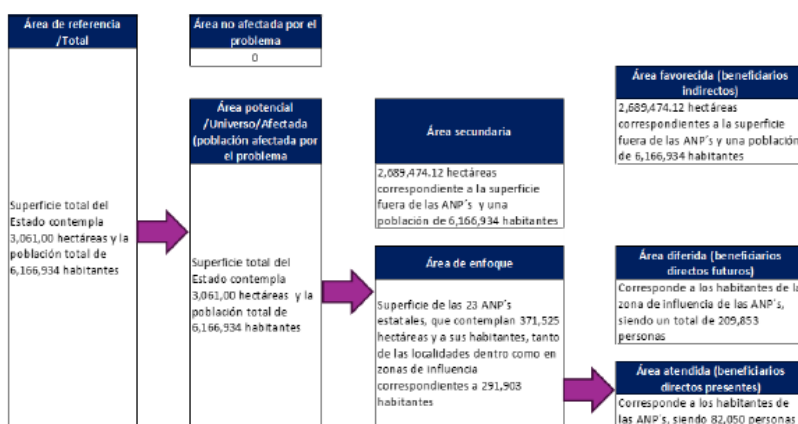 Área de referencia
/Total
Superficie total del
Estado contempla
3,061,00 hectáreas y la
población total de
6,166,934 habitantes
Área no afectada por el
problema
0
Área potencial
/Universo/Afectada
(población afectada por
el problema
Superficie total del
Estado contempla
3,061,00 hectáreas y la
población total de
6,166,934 habitantes
Área secundaria
2,689,474.12 hectáreas
correspondiente a la superficie
fuera de las ANP´s y una
población de 6,166,934 habitantes
Área de enfoque
Superficie de las 23 ANP´s
estatales, que contemplan 371,525
hectáreas y a sus habitantes, tanto
de las localidades dentro como en
zonas de influencia
correspondientes a 291,903
habitantes
Área favorecida (beneficiarios
indirectos)
2,689,474.12 hectáreas
correspondientes a la superficie
fuera de las ANP´s y una población
de 6,166,934 habitantes
Área diferida (beneficiarios
directos futuros)
Corresponde a los habitantes de la
zona de influencia de las ANP´s,
siendo un total de 209,853
personas
Área atendida (beneficiarios
directos presentes)
Corresponde a los habitantes de
las ANP´s, siendo 82,050 personas